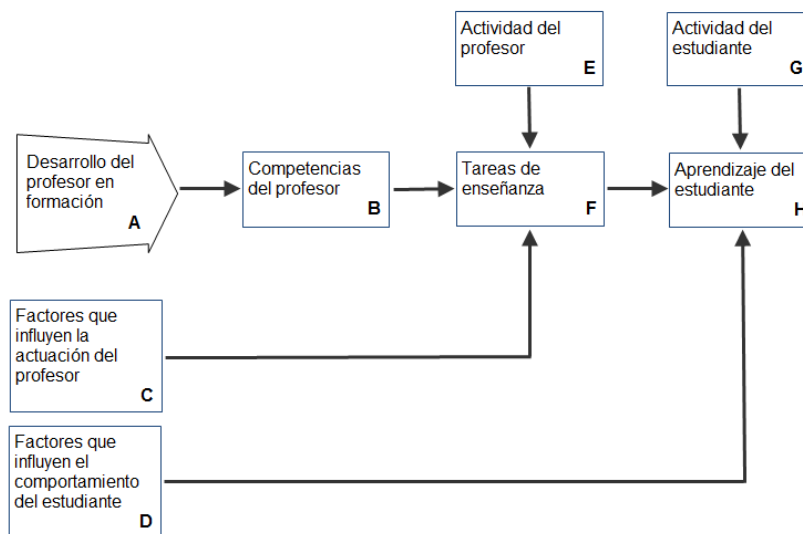 Actividad del
profesor
E
Actividad del
estudiante
G
Desarrollo del
profesor en
formación
A
Competencias
del profesor
B
Tareas de
enseñanza
F
Aprendizaje del
estudiante
H
Factores que
influyen la
actuación del
profesor
C
Factores que
influyen el
comportamiento
del estudiante
D